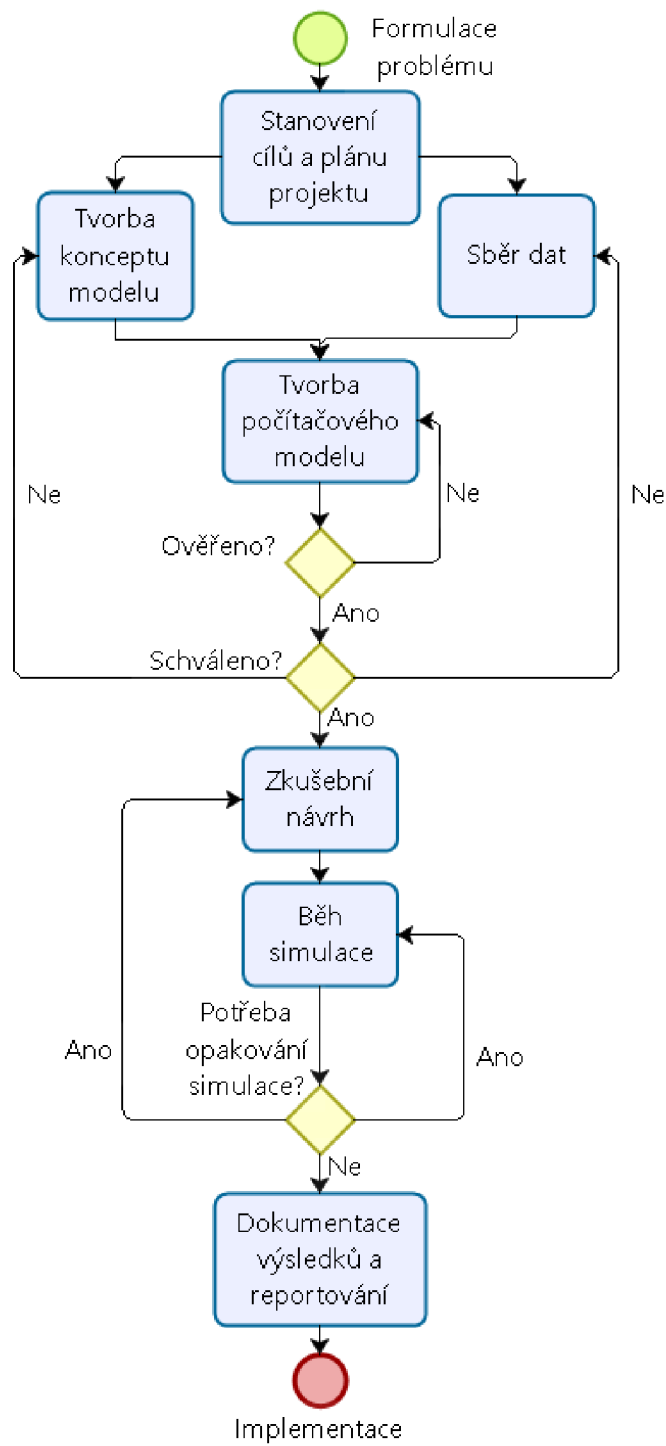 Formulace
problému
Stanovení
cílů a plánu
projektu
Tvorba
konceptu
modelu
Sběr dat
Tvorba
počítačového
modelu
Ne
Ne
Ne
Ověřeno?
Ano
Schváleno?
Ano
Zkušební
návrh
Běh
simulace
Potřeba
opakování
simulace?
Ano
Ano
Ne
Dokumentace
výsledků a
reportování
Implementace